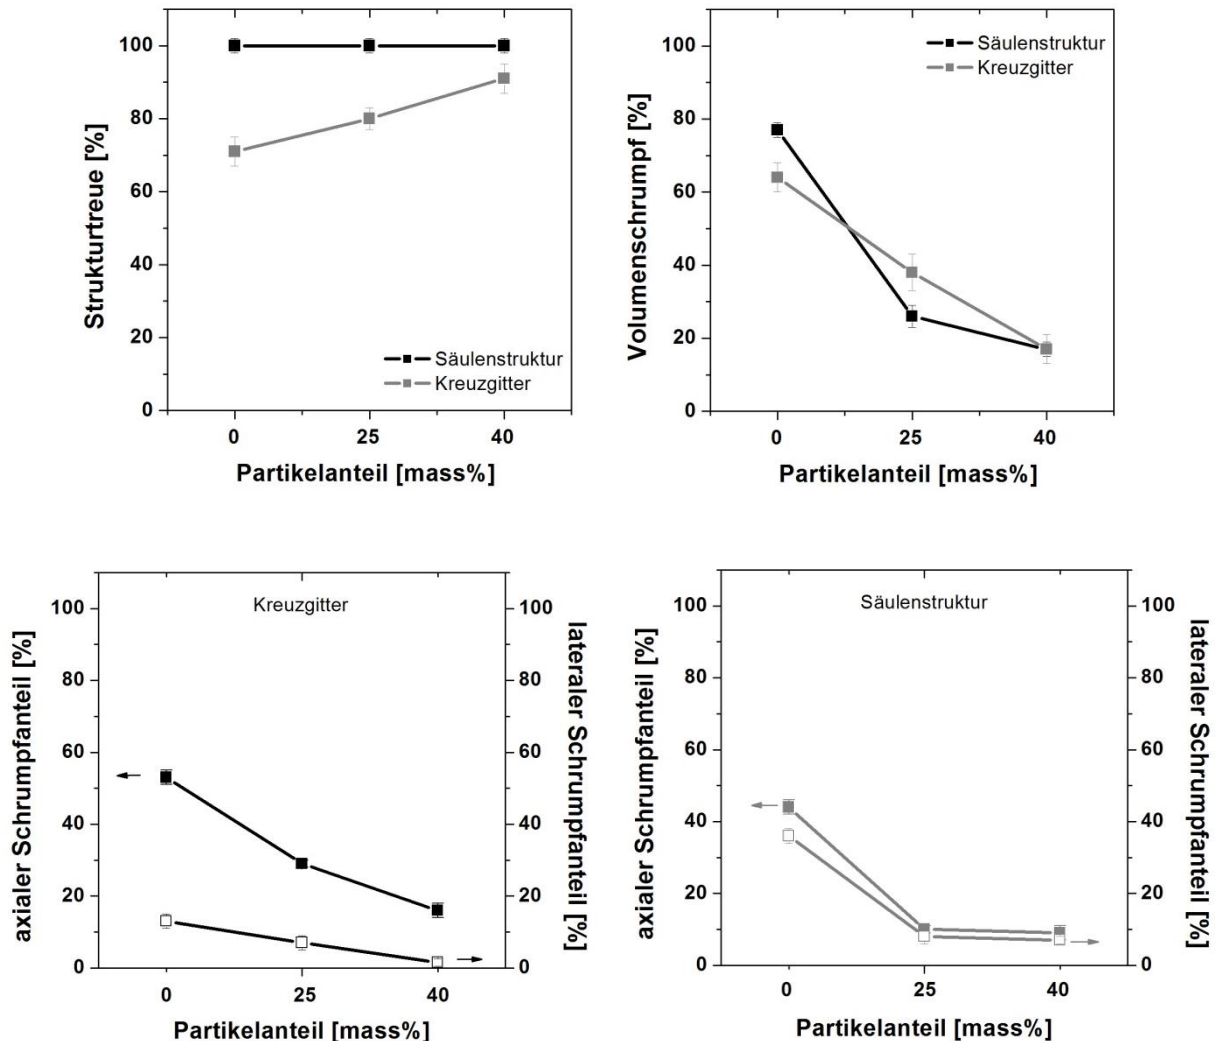 Strukturtreue [%]
100
80
60
40
20
0
Säulenstruktur
Kreuzgitter
0 25 40
Partikelanteil [mass%]
Volumenschrumpf [%]
100
80
60
40
20
0
Säulenstruktur
Kreuzgitter
0 25 40
Partikelanteil [mass%]
axialer Schrumpfanteil [%]
100
80
60
40
20
0
Kreuzgitter
100
80
60
40
20
0
lateraler Schrumpfanteil [%]
0 25 40
Partikelanteil [mass%]
axialer Schrumpfanteil [%]
100
80
60
40
20
0
Säulenstruktur
100
80
60
40
20
0
lateraler Schrumpfanteil [%]
0 25 40
Partikelanteil [mass%]